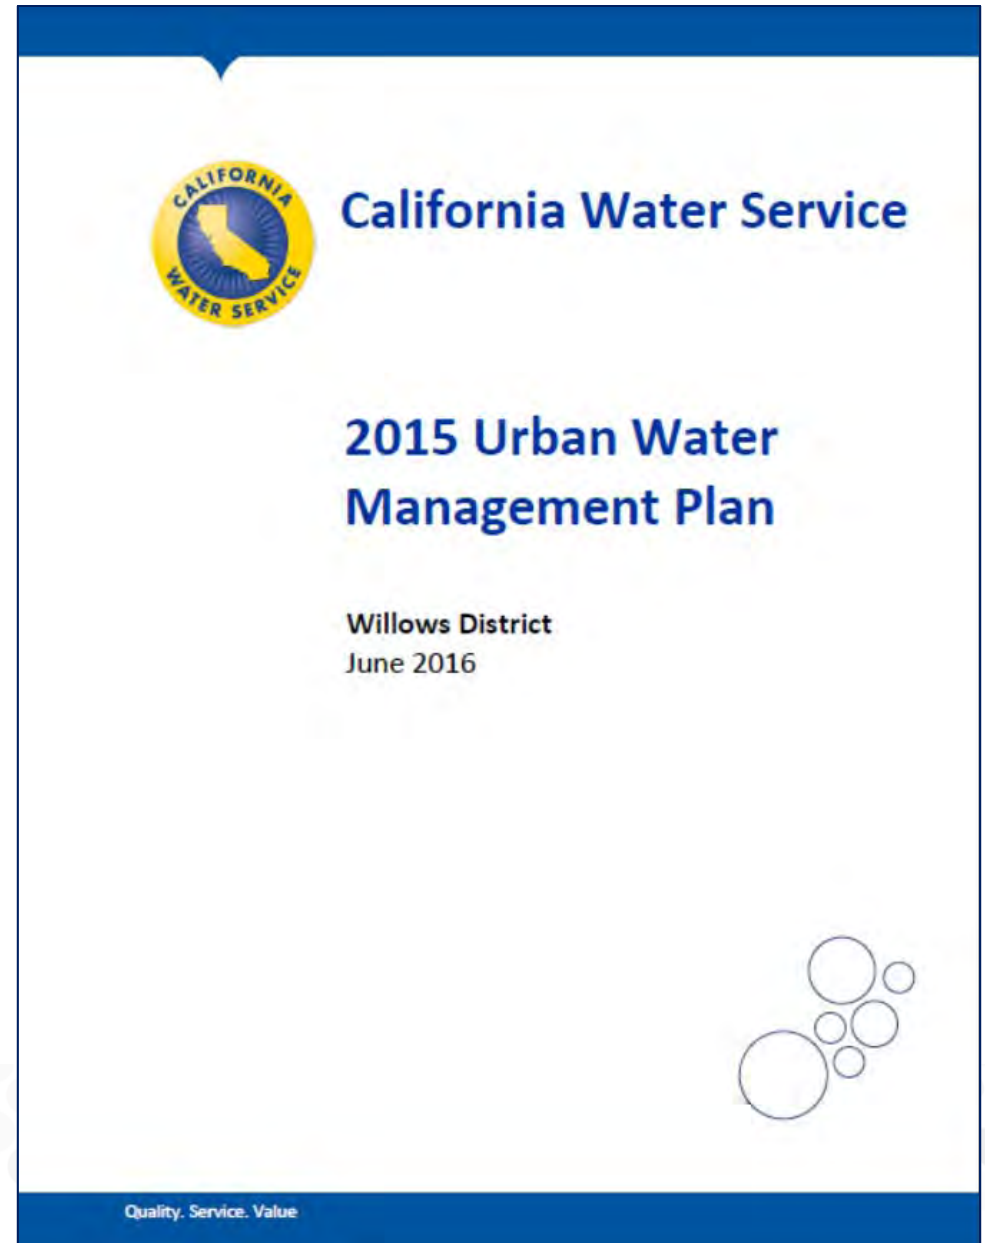 CALIFORNIA
WATER SERVICE
California Water Service
2015 Urban Water
Management Plan
Willows District
June 2016
Quality. Service. Value